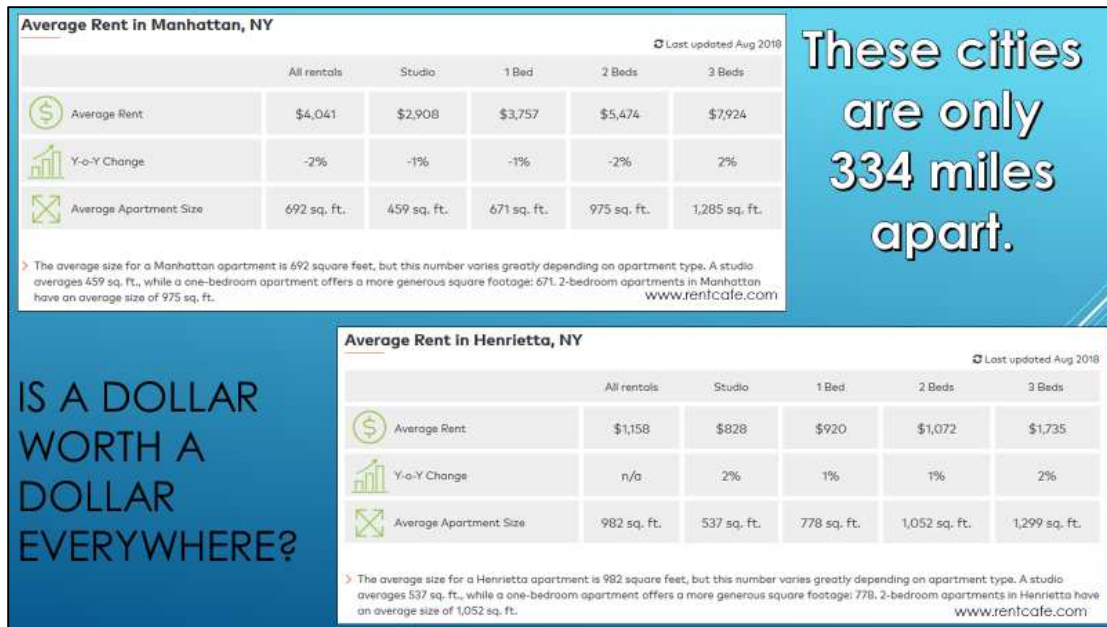 Average Rent in Manhattan, NY
Last updated Aug 2018
All rentals Studio 1 Bed 2 Beds 3 Beds
Average Rent $4,041 $2,908 $3,757 $5,474 $7,924
Y-o-Y Change -2% -1% -1% -2% 2%
Average Apartment Size 692 sq. ft. 459 sq. ft. 671 sq. ft. 975 sq. ft. 1,285 sq. ft.
> The average size for a Manhattan apartment is 692 square feet, but this number varies greatly depending on apartment type. A studio
averages 459 sq. ft., while a one-bedroom apartment offers a more generous square footage: 671. 2-bedroom apartments in Manhattan
have an average size of 975 sq. ft.
www.rentcafe.com
These cities
are only
334 miles
apart.
IS A DOLLAR
WORTH A
DOLLAR
EVERYWHERE?
Average Rent in Henrietta, NY
Last updated Aug 2018
All rentals Studio 1 Bed 2 Beds 3 Beds
Average Rent $1,158 $828 $920 $1,072 $1,735
Y-o-Y Change n/a 2% 1% 1% 2%
Average Apartment Size 982 sq. ft. 537 sq. ft. 778 sq. ft. 1,052 sq. ft. 1,299 sq. ft.
> The average size for a Henrietta apartment is 982 square feet, but this number varies greatly depending on apartment type. A studio
averages 537 sq. ft., while a one-bedroom apartment offers a more generous square footage: 778. 2-bedroom apartments in Henrietta have
an average size of 1,052 sq. ft.
www.rentcafe.com